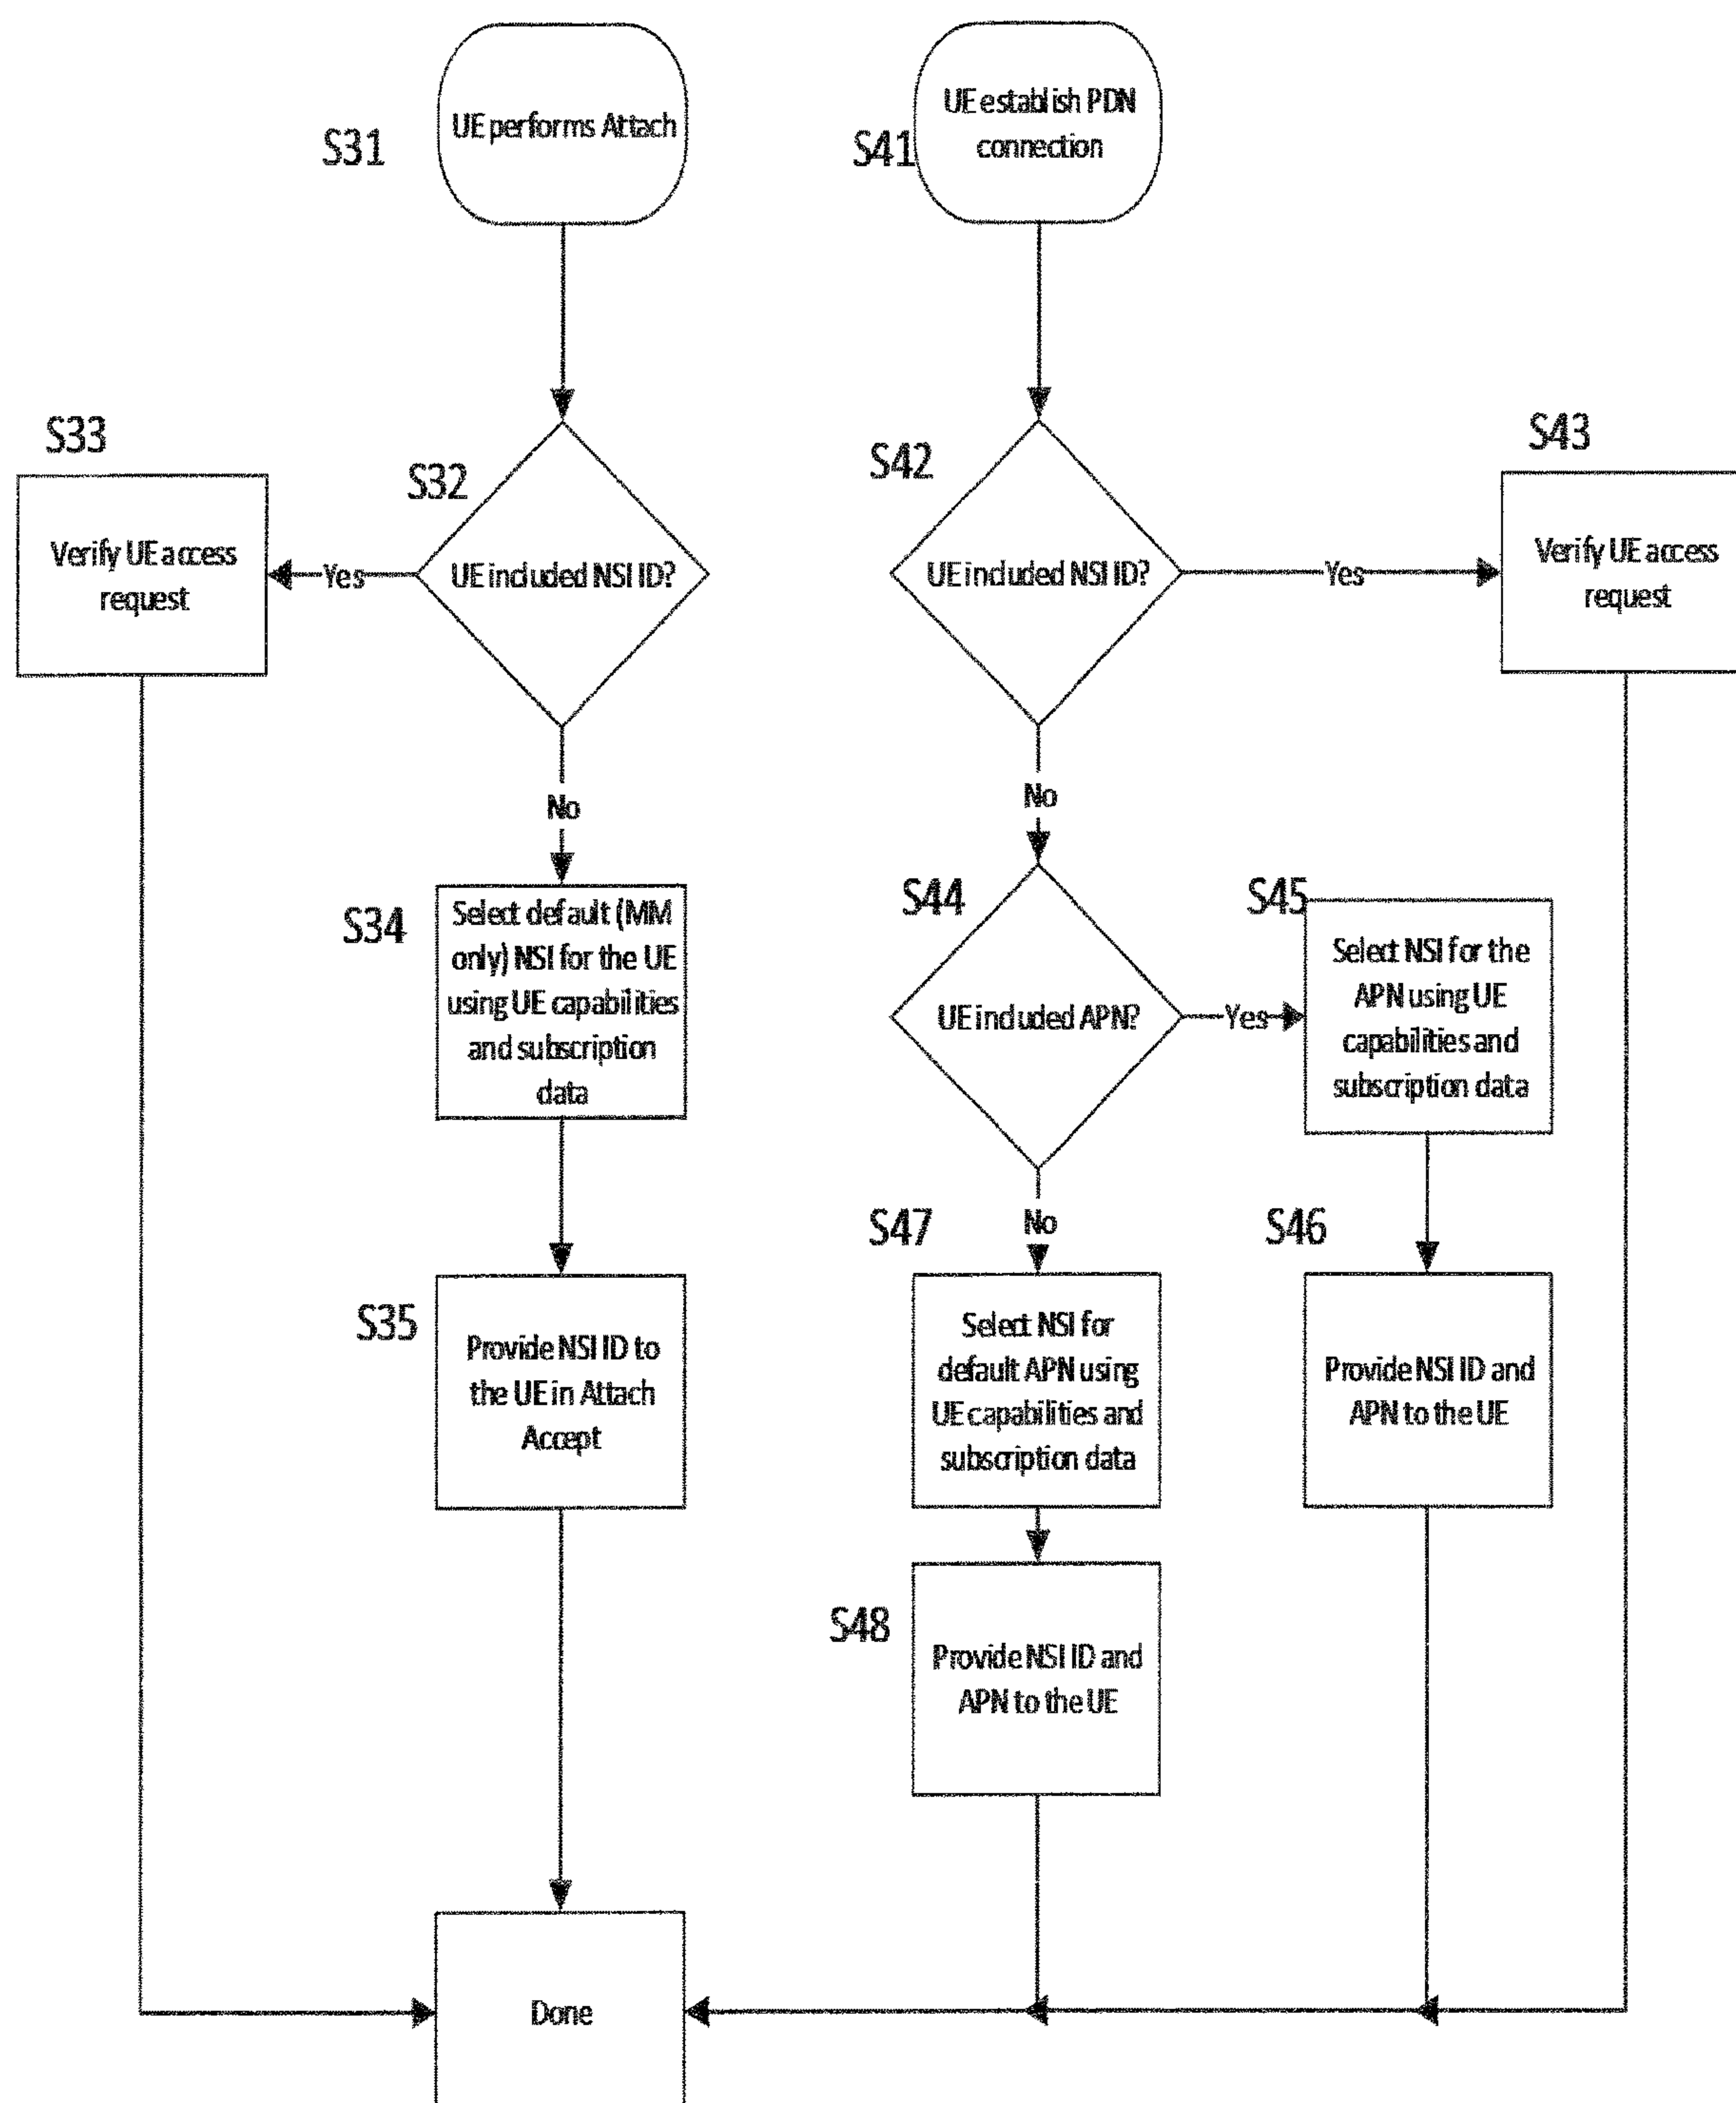 S31
UE performs Attach
S41
UE establish PDN
connection
S33
Verify UE access
request
Yes
S32
UE included NSI ID?
S42
UE included NSI ID?
Yes
S43
Verify UE access
request
No
No
S34
Select default (MM
only) NSI for the UE
using UE capabilities
and subscription
data
S44
UE included APN?
Yes
S45
Select NSI for the
APN using UE
capabilities and
subscription data
S35
Provide NSI ID to
the UE in Attach
Accept
No
S47
Select NSI for
default APN using
UE capabilities and
subscription data
S46
Provide NSI ID and
APN to the UE
S48
Provide NSI ID and
APN to the UE
Done